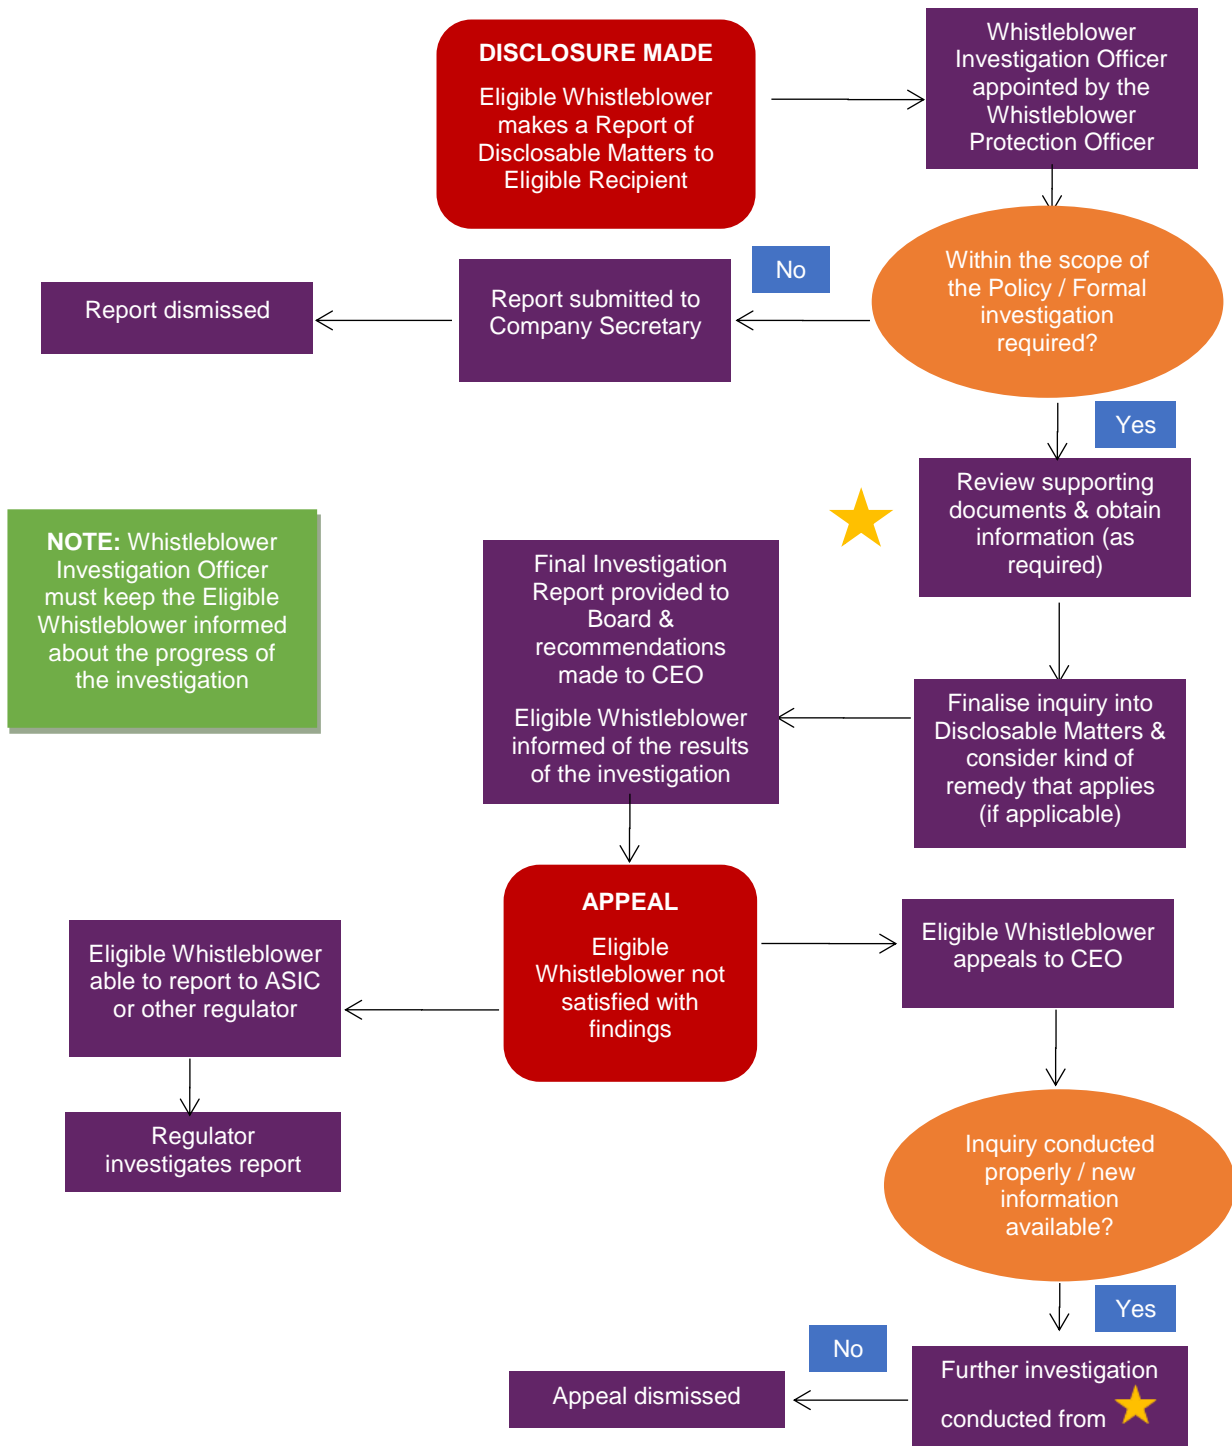 DISCLOSURE MADE
Eligible Whistleblower
makes a Report of
Disclosable Matters to
Eligible Recipient
Whistleblower
Investigation Officer
appointed by the
Whistleblower
Protection Officer
Within the scope of
the Policy / Formal
investigation
required?
No
Report submitted to
Company Secretary
Report dismissed
Yes
Review supporting
documents & obtain
information (as
required)
NOTE: Whistleblower
Investigation Officer
must keep the Eligible
Whistleblower informed
about the progress of
the investigation
Final Investigation
Report provided to
Board &
recommendations
made to CEO
Eligible Whistleblower
informed of the results
of the investigation
Finalise inquiry into
Disclosable Matters &
consider kind of
remedy that applies
(if applicable)
APPEAL
Eligible
Whistleblower not
satisfied with
findings
Eligible Whistleblower
able to report to ASIC
or other regulator
Regulator
investigates report
Eligible Whistleblower
appeals to CEO
Inquiry conducted
properly / new
information
available?
Yes
No
Further investigation
conducted from
Appeal dismissed